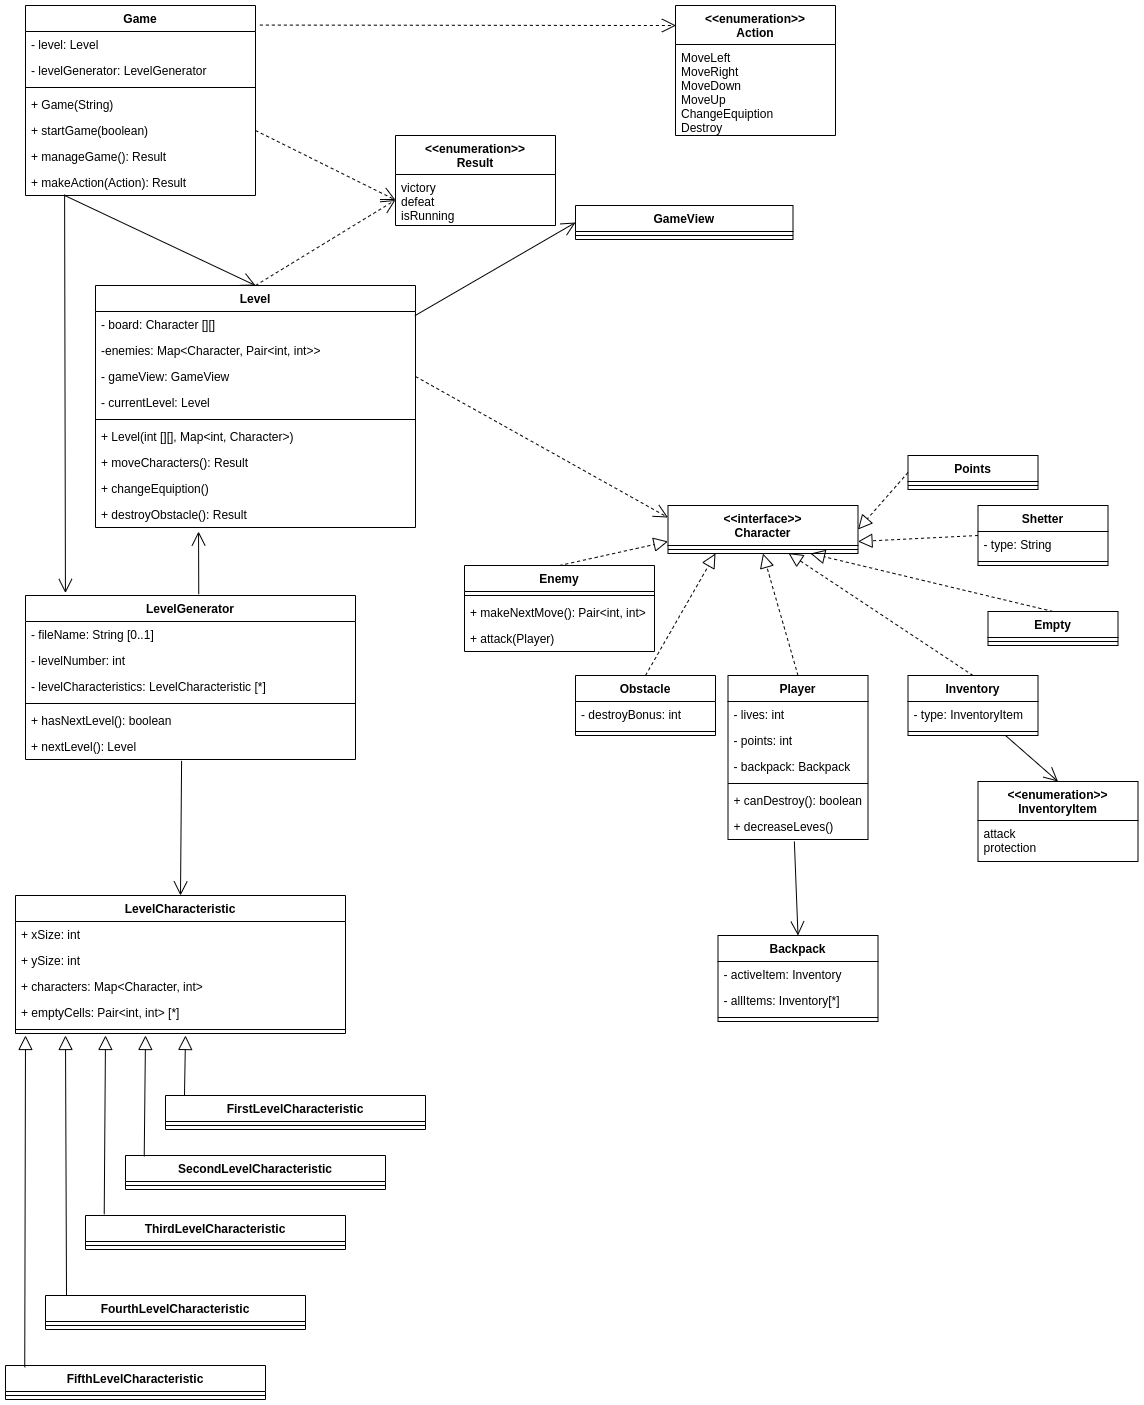 Game
- level: Level
- levelGenerator: LevelGenerator
+ Game(String)
+ startGame(boolean)
+ manageGame(): Result
+ makeAction(Action): Result
<<enumeration>>
Action
MoveLeft
MoveRight
MoveDown
MoveUp
ChangeEquiption
Destroy
<<enumeration>>
Result
victory
defeat
isRunning
GameView
Level
- board: Character [][]
-enemies: Map<Character, Pair<int, int>>
- gameView: GameView
- currentLevel: Level
+ Level(int [][], Map<int, Character>)
+ moveCharacters(): Result
+ changeEquiption()
+ destroyObstacle(): Result
Points
<<interface>>
Character
Shetter
- type: String
Enemy
+ makeNextMove(): Pair<int, int>
+ attack(Player)
Empty
LevelGenerator
- fileName: String [0..1]
- levelNumber: int
- levelCharacteristics: LevelCharacteristic [*]
+ hasNextLevel(): boolean
+ nextLevel(): Level
Obstacle
- destroyBonus: int
Player
- lives: int
- points: int
- backpack: Backpack
+ canDestroy(): boolean
+ decreaseLeves()
Inventory
- type: InventoryItem
<<enumeration>>
InventoryItem
attack
protection
LevelCharacteristic
+ xSize: int
+ ySize: int
+ characters: Map<Character, int>
+ emptyCells: Pair<int, int> [*]
Backpack
- activeItem: Inventory
- allItems: Inventory[*]
FirstLevelCharacteristic
SecondLevelCharacteristic
ThirdLevelCharacteristic
FourthLevelCharacteristic
FifthLevelCharacteristic